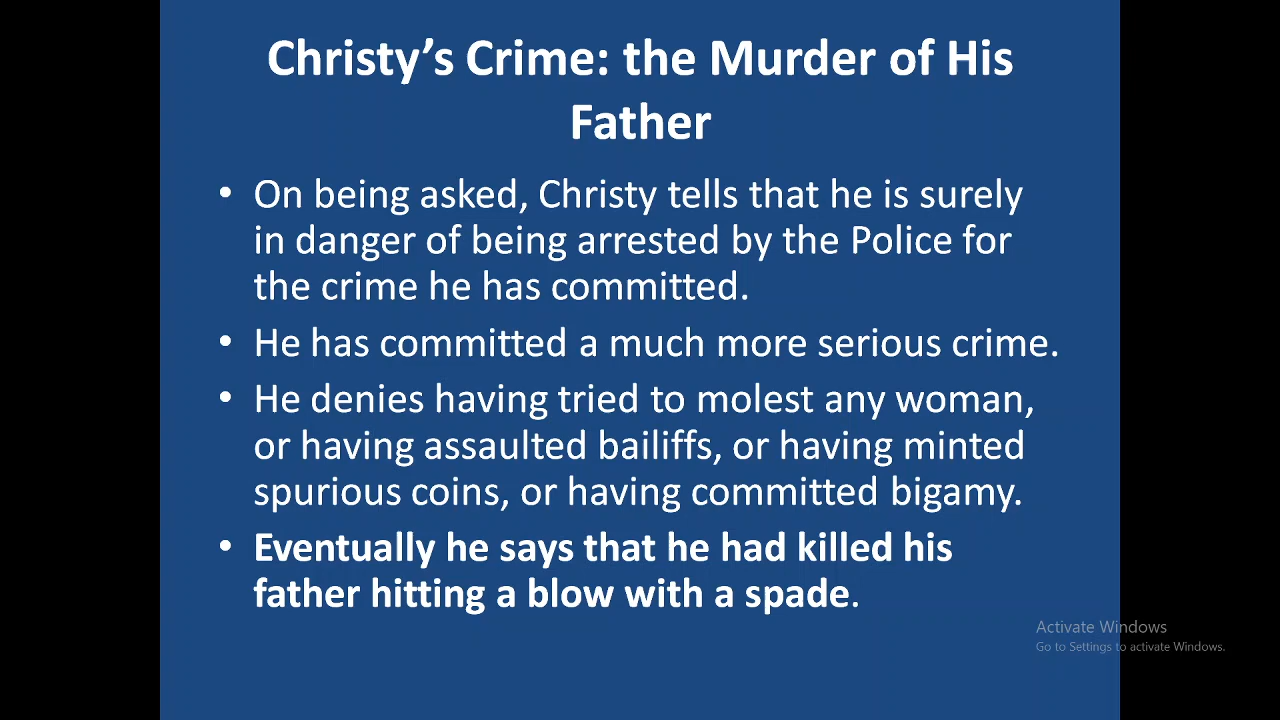 Christy’s Crime: the Murder of His
Father
• On being asked, Christy tells that he is surely
in danger of being arrested by the Police for
the crime he has committed.
• He has committed a much more serious crime.
• He denies having tried to molest any woman,
or having assaulted bailiffs, or having minted
spurious coins, or having committed bigamy.
• Eventually he says that he had killed his
father hitting a blow with a spade.
Activate Windows
Go to Settings to activate Windows.